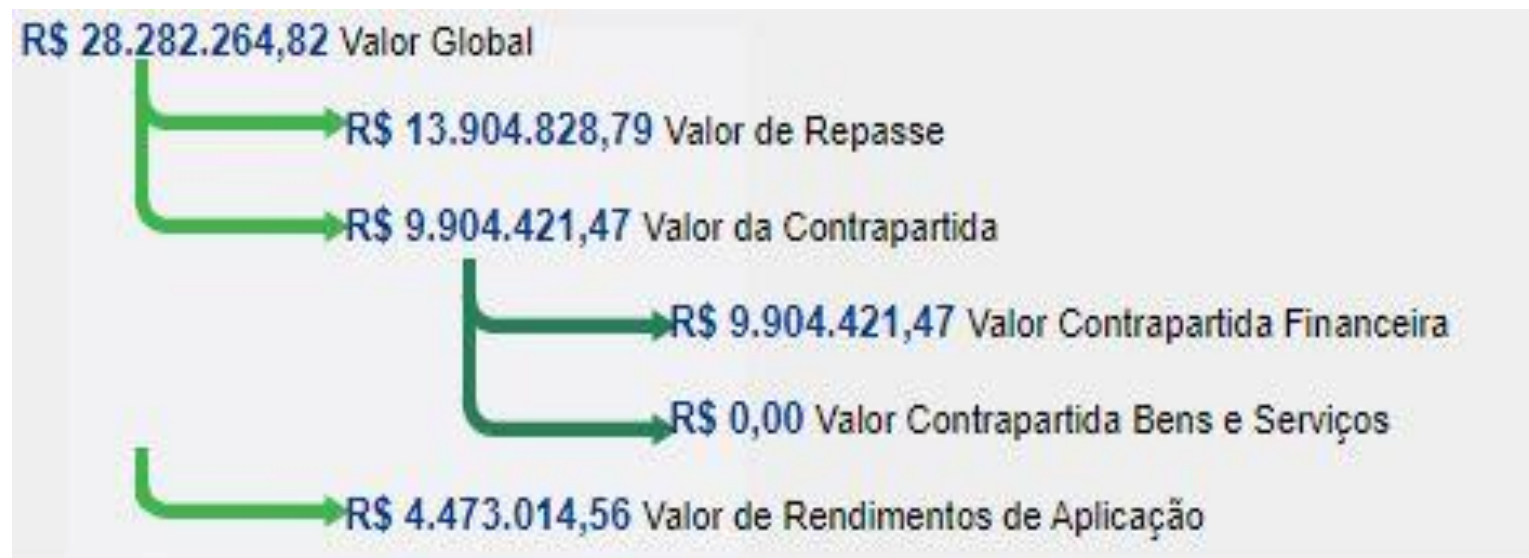 R$ 28.282.264,82 Valor Global
R$ 13.904.828,79 Valor de Repasse
R$ 9.904.421,47 Valor da Contrapartida
R$ 9.904.421,47 Valor Contrapartida Financeira
R$ 0,00 Valor Contrapartida Bens e Serviços
R$ 4.473.014,56 Valor de Rendimentos de Aplicação